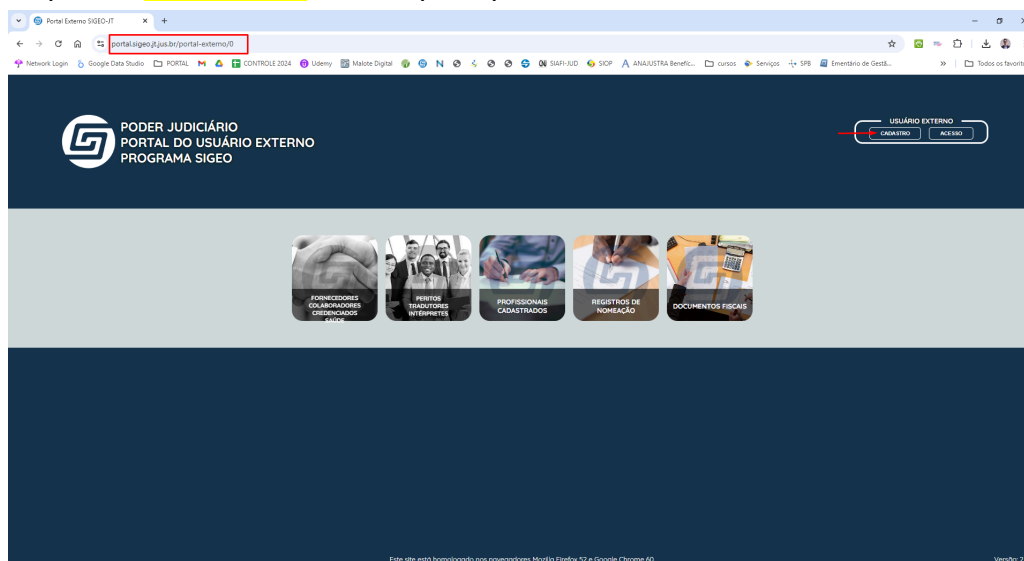 Portal Externo SIGEO-JT
portal.sigeo.jt.jus.br/portal-externo/0
Network Login Google Data Studio PORTAL CONTROLE 2024 Udemy Malote Digital SIAFI-JUD SIOP ANAJUSTRA Benefíc... cursos Serviços SPB Ementário de Gestã... Todos os favorit
PODER JUDICIÁRIO
PORTAL DO USUÁRIO EXTERNO
PROGRAMA SIGEO
USUÁRIO EXTERNO
CADASTRO ACESSO
FORNECEDORES
COLABORADORES
CREDENCIADOS
SAÚDE
PERITOS
TRADUTORES
INTÉRPRETES
PROFISSIONAIS
CADASTRADOS
REGISTROS DE
NOMEAÇÃO
DOCUMENTOS FISCAIS
Este site está homologado nos navegadores Mozilla Firefox 52 e Google Chrome 60
Versão: 2